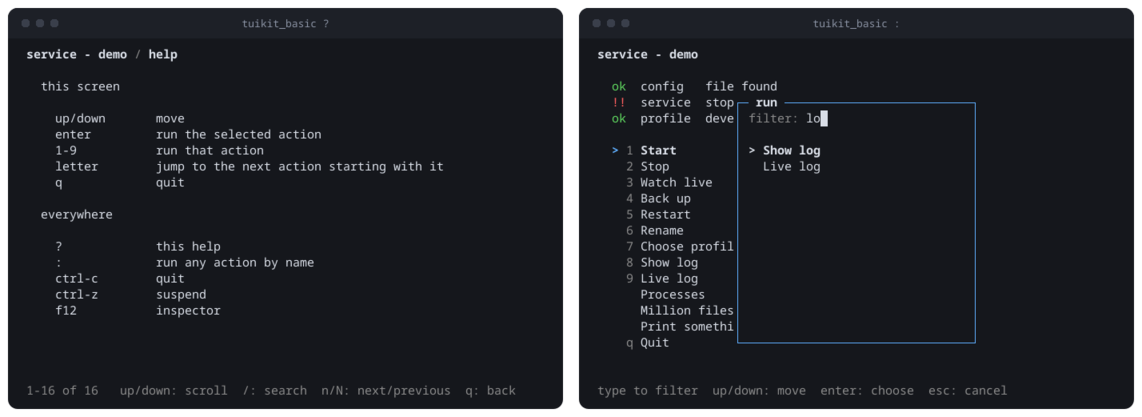 tuikit_basic ?
service - demo / help
this screen
up/down move
enter run the selected action
1-9 run that action
letter jump to the next action starting with it
q quit
everywhere
? this help
: run any action by name
ctrl-c quit
ctrl-z suspend
f12 inspector
1-16 of 16 up/down: scroll /: search n/N: next/previous q: back
tuikit_basic :
service - demo
ok config file found
!! service stop
ok profile deve
run
filter: lo
> Show log
Live log
> 1 Start
2 Stop
3 Watch live
4 Back up
5 Restart
6 Rename
7 Choose profil
8 Show log
9 Live log
Processes
Million files
Print somethi
q Quit
type to filter up/down: move enter: choose esc: cancel